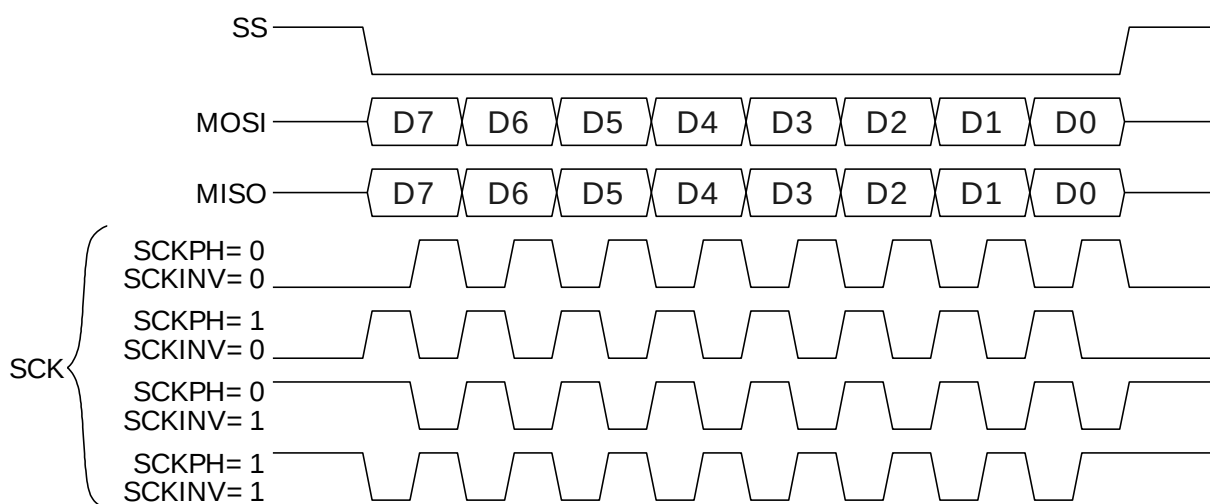 SS
MOSI D7 D6 D5 D4 D3 D2 D1 D0
MISO D7 D6 D5 D4 D3 D2 D1 D0
SCK
SCKPH= 0
SCKINV= 0
SCKPH= 1
SCKINV= 0
SCKPH= 0
SCKINV= 1
SCKPH= 1
SCKINV= 1